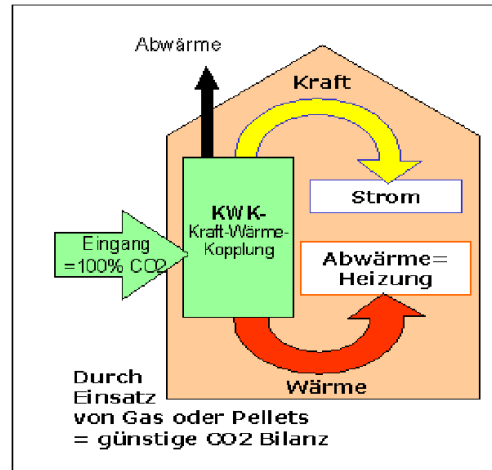 Abwärme
Kraft
KWK-
Kraft-Wärme-
Kopplung
Strom
Eingang
=100% CO2
Abwärme=
Heizung
Wärme
Durch
Einsatz
von Gas oder Pellets
= günstige CO2 Bilanz